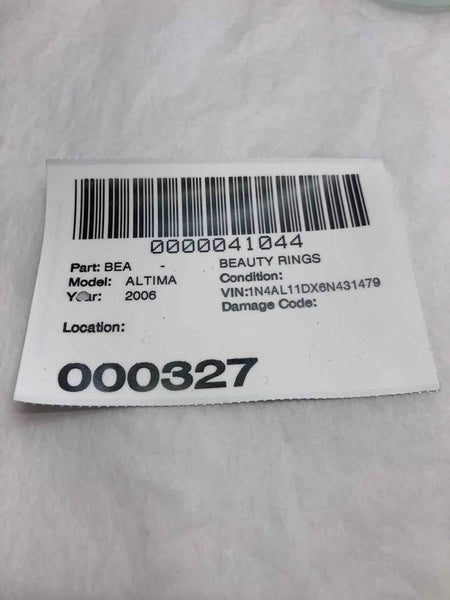 0000041044
Part: BEA - BEAUTY RINGS
Model: ALTIMA Condition:
Year: 2006 VIN:1N4AL11DX6N431479
Damage Code:
Location:
000327